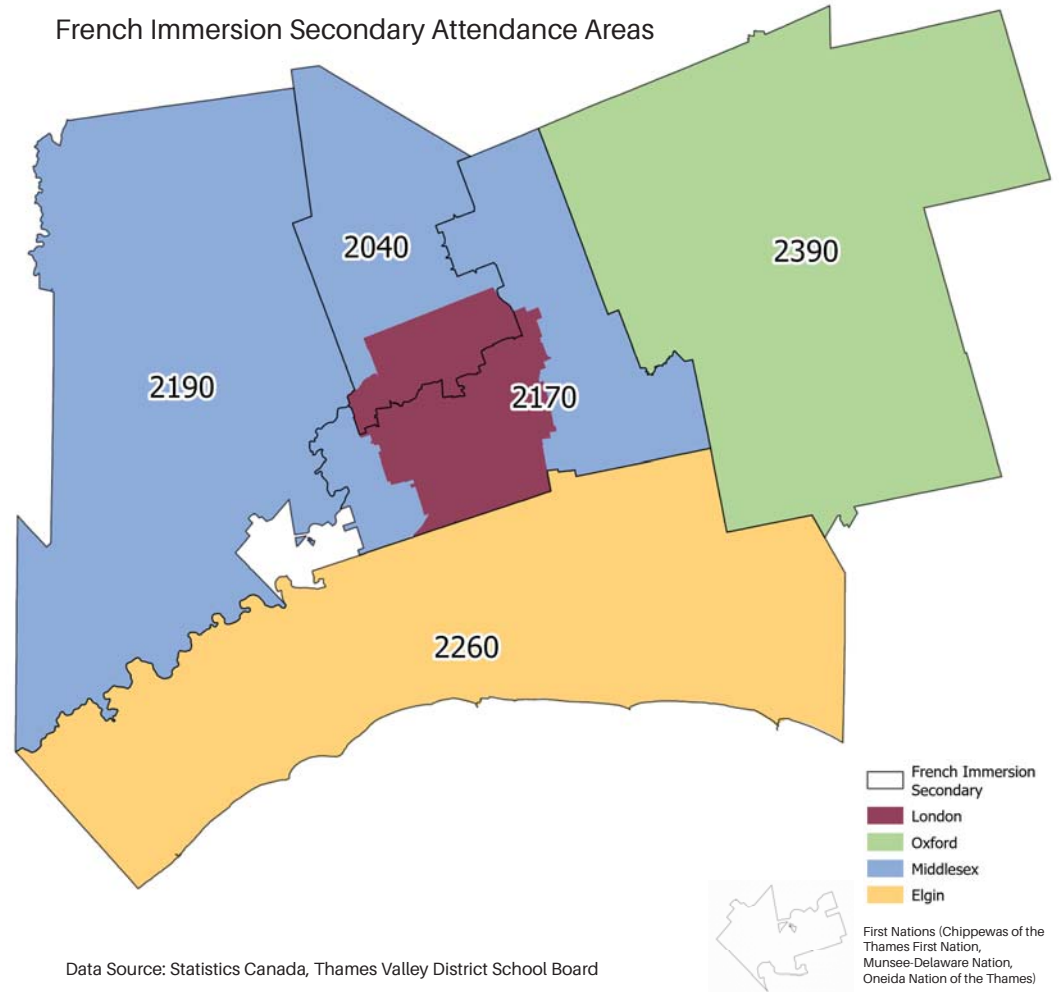 French Immersion Secondary Attendance Areas
2040
2390
2190
2170
2260
French Immersion
Secondary
London
Oxford
Middlesex
Elgin
First Nations (Chippewas of the
Thames First Nation,
Munsee-Delaware Nation,
Oneida Nation of the Thames)
Data Source: Statistics Canada, Thames Valley District School Board